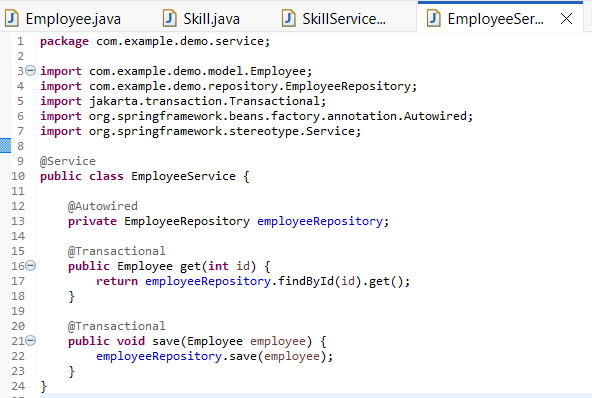 Employee.java Skill.java SkillService... EmployeeSer...
1 package com.example.demo.service;
2
3 import com.example.demo.model.Employee;
4 import com.example.demo.repository.EmployeeRepository;
5 import jakarta.transaction.Transactional;
6 import org.springframework.beans.factory.annotation.Autowired;
7 import org.springframework.stereotype.Service;
8
9 @Service
10 public class EmployeeService {
11
12     @Autowired
13     private EmployeeRepository employeeRepository;
14
15     @Transactional
16     public Employee get(int id) {
17         return employeeRepository.findById(id).get();
18     }
19
20     @Transactional
21     public void save(Employee employee) {
22         employeeRepository.save(employee);
23     }
24 }